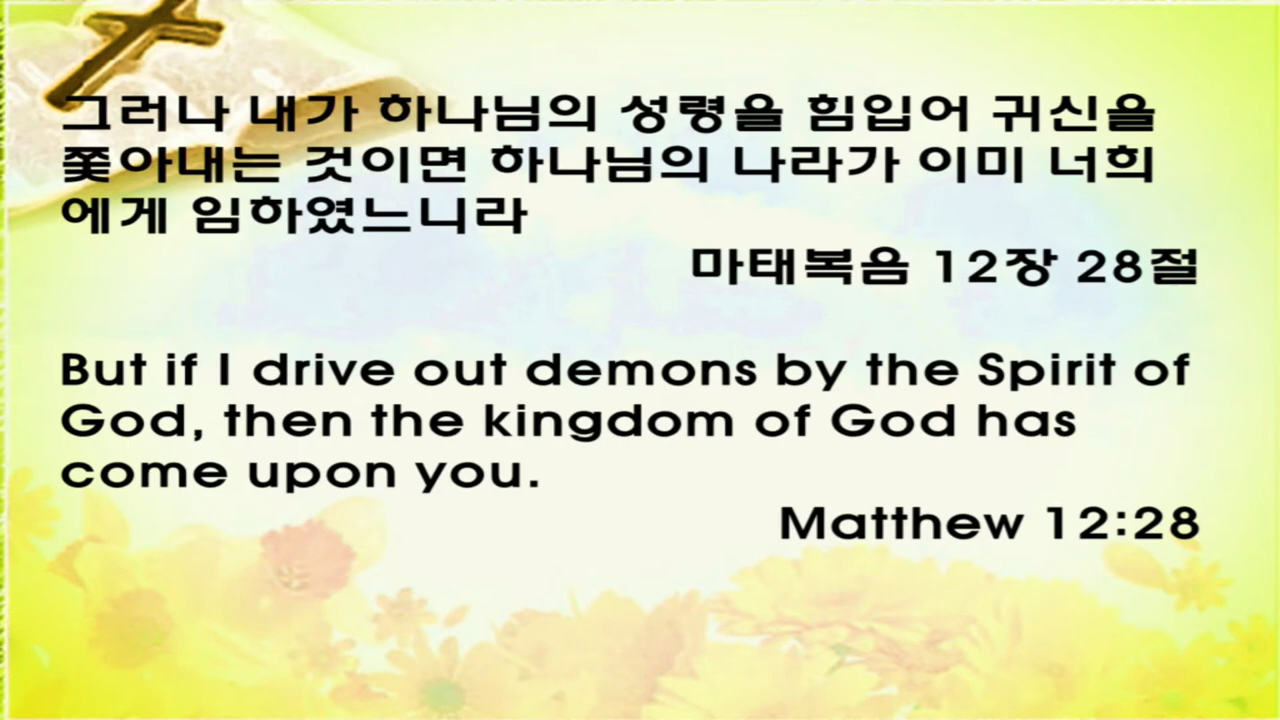 그러나 내가 하나님의 성령을 힘입어 귀신을
쫓아내는 것이면 하나님의 나라가 이미 너희
에게 임하였느니라
마태복음 12장 28절
But if I drive out demons by the Spirit of
God, then the kingdom of God has
come upon you.
Matthew 12:28